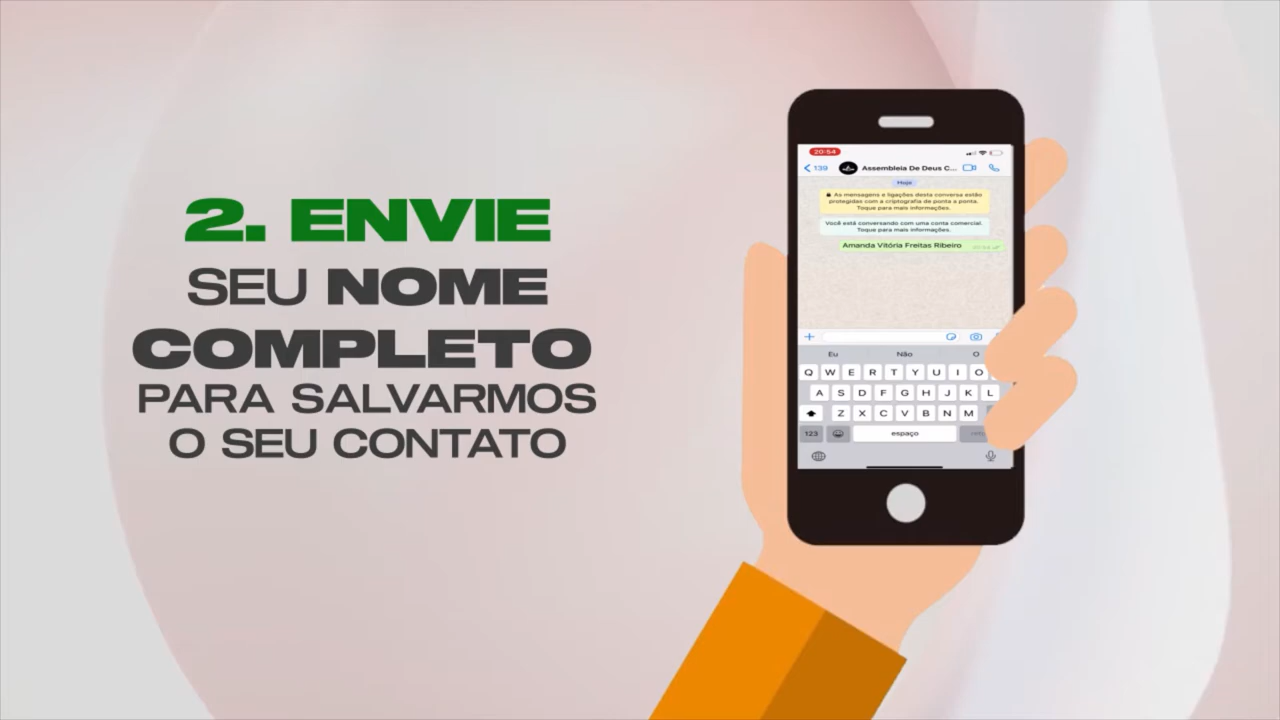 2. ENVIE
SEU NOME
COMPLETO
PARA SALVARMOS
O SEU CONTATO
20:54
139
Assembleia De Deus C...
Hoje
As mensagens e ligações desta conversa estão
protegidas com a criptografia de ponta a ponta.
Toque para mais informações.
Você está conversando com uma conta comercial.
Toque para mais informações.
Amanda Vitória Freitas Ribeiro
Eu Não O
Q W E R T Y U I O
A S D F G H J K L
Z X C V B N M
123 espaço